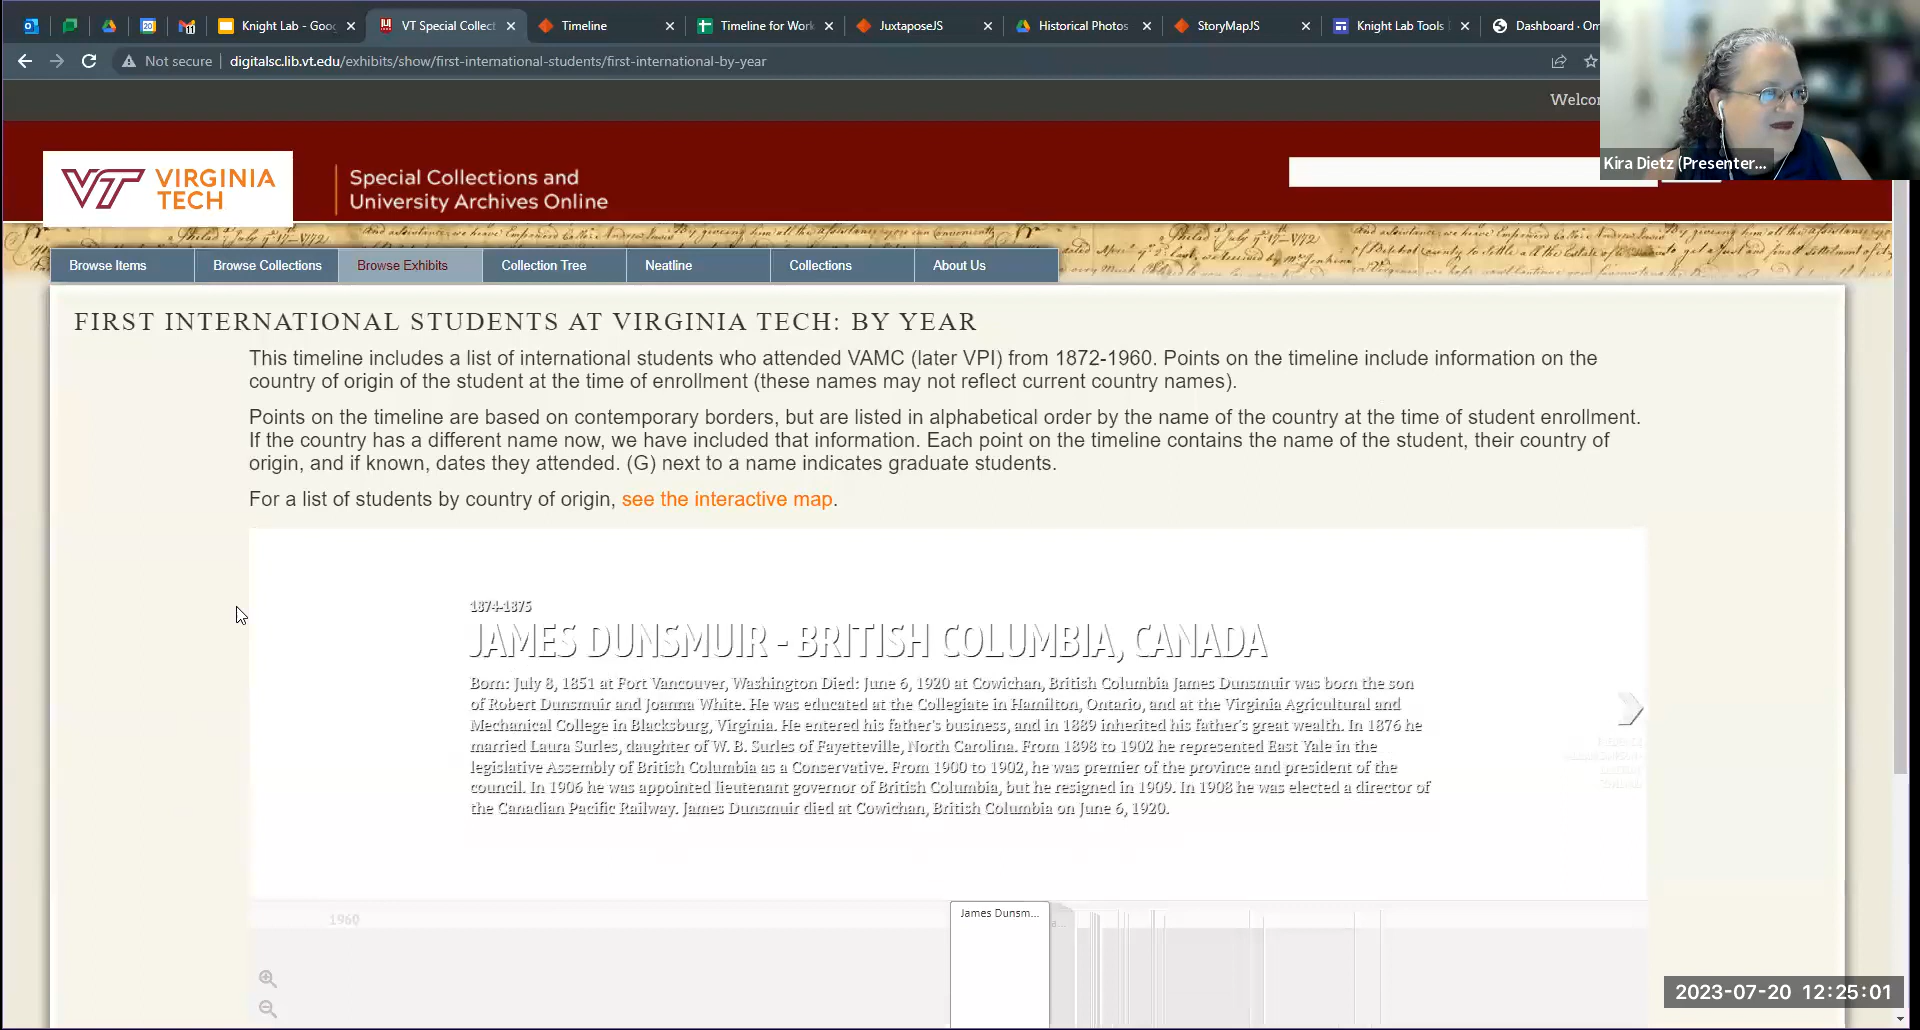 Knight Lab - Goo
VT Special Collect
Timeline
Timeline for Work
JuxtaposeJS
Historical Photos
StoryMapJS
Knight Lab Tools
Dashboard · Om
Not secure
digitalsc.lib.vt.edu/exhibits/show/first-international-students/first-international-by-year
Welco
Kira Dietz (Presenter...
VT VIRGINIA TECH
Special Collections and
University Archives Online
Browse Items
Browse Collections
Browse Exhibits
Collection Tree
Neatline
Collections
About Us
FIRST INTERNATIONAL STUDENTS AT VIRGINIA TECH: BY YEAR
This timeline includes a list of international students who attended VAMC (later VPI) from 1872-1960. Points on the timeline include information on the
country of origin of the student at the time of enrollment (these names may not reflect current country names).
Points on the timeline are based on contemporary borders, but are listed in alphabetical order by the name of the country at the time of student enrollment.
If the country has a different name now, we have included that information. Each point on the timeline contains the name of the student, their country of
origin, and if known, dates they attended. (G) next to a name indicates graduate students.
For a list of students by country of origin, see the interactive map.
1874-1875
JAMES DUNSMUIR - BRITISH COLUMBIA, CANADA
Born: July 8, 1851 at Fort Vancouver, Washington Died: June 6, 1920 at Cowichan, British Columbia James Dunsmuir was born the son
of Robert Dunsmuir and Joanna White. He was educated at the Collegiate in Hamilton, Ontario, and at the Virginia Agricultural and
Mechanical College in Blacksburg, Virginia. He entered his father's business, and in 1889 inherited his father's great wealth. In 1876 he
married Laura Surles, daughter of W. B. Surles of Fayetteville, North Carolina. From 1898 to 1902 he represented East Yale in the
legislative Assembly of British Columbia as a Conservative. From 1900 to 1902, he was premier of the province and president of the
council. In 1906 he was appointed lieutenant governor of British Columbia, but he resigned in 1909. In 1908 he was elected a director of
the Canadian Pacific Railway. James Dunsmuir died at Cowichan, British Columbia on June 6, 1920.
1960
James Dunsm...
2023-07-20 12:25:01